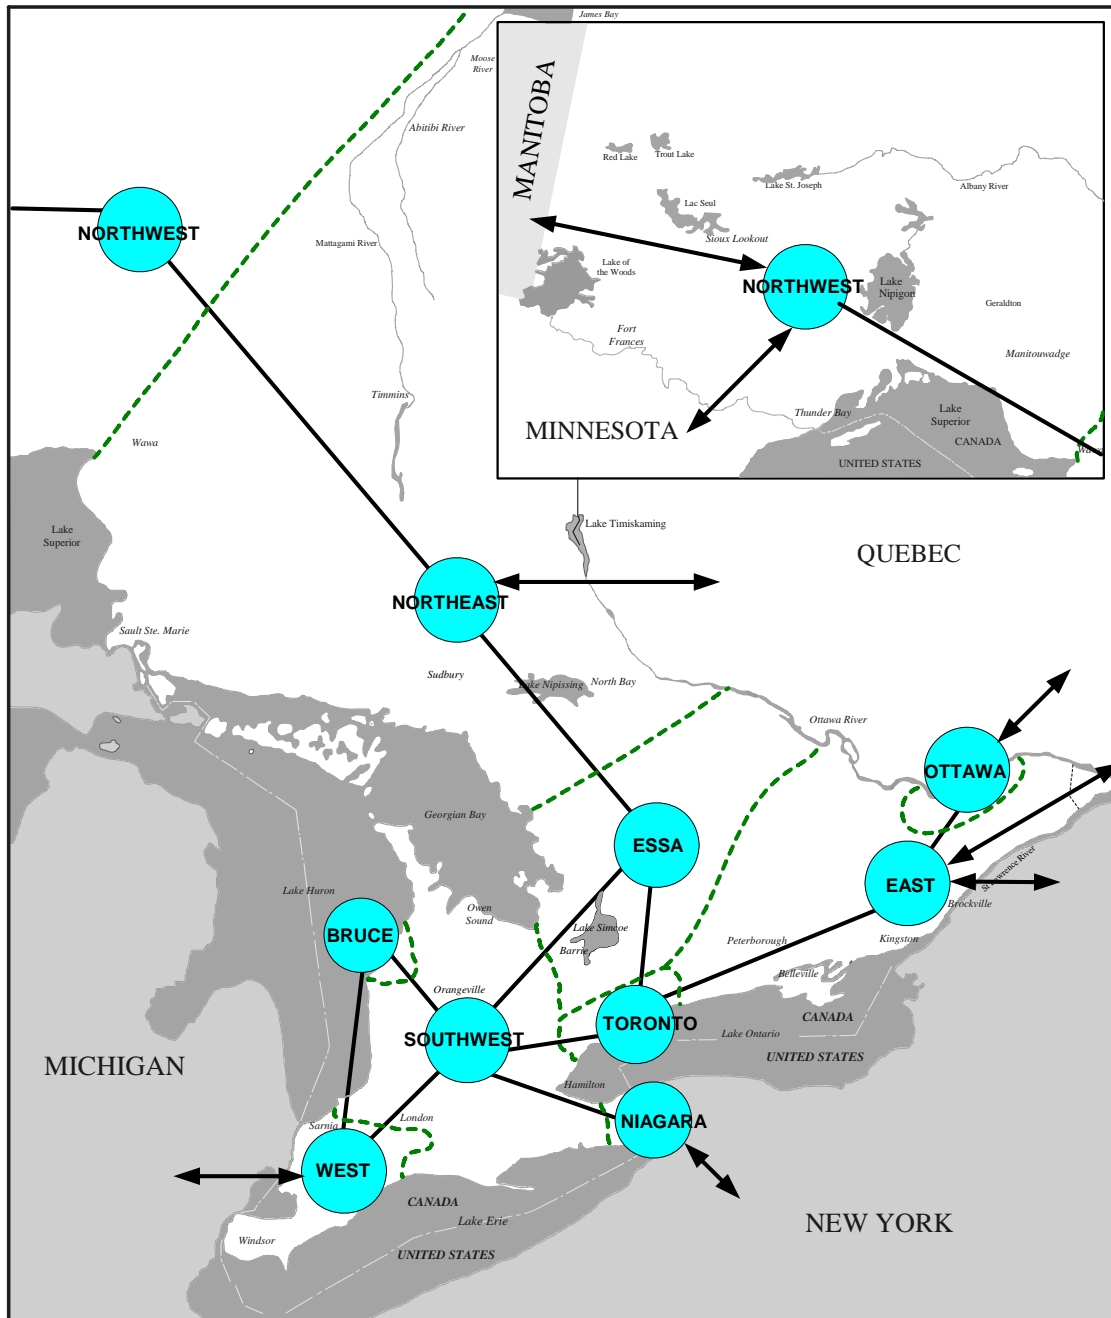 James Bay
Moose
River
Abitibi River
MANITOBA
Red Lake
Trout Lake
Lake St. Joseph
Albany River
Lac Seul
Sioux Lookout
NORTHWEST
Mattagami River
Lake of
the Woods
NORTHWEST
Lake
Nipigon
Geraldton
Fort
Frances
Manitouwadge
Timmins
Thunder Bay
Lake
Superior
MINNESOTA
CANADA
UNITED STATES
Wawa
Lake
Superior
Lake Timiskaming
QUEBEC
NORTHEAST
Sault Ste. Marie
Sudbury
Lake Nipissing
North Bay
Ottawa River
OTTAWA
Georgian Bay
ESSA
St Lawrence River
EAST
Lake Huron
Brockville
Owen
Sound
Lake Simcoe
BRUCE
Barrie
Peterborough
Kingston
Belleville
Orangeville
CANADA
TORONTO
SOUTHWEST
Lake Ontario
UNITED STATES
MICHIGAN
Hamilton
London
Sarnia
NIAGARA
WEST
CANADA
Lake Erie
NEW YORK
Windsor
UNITED STATES